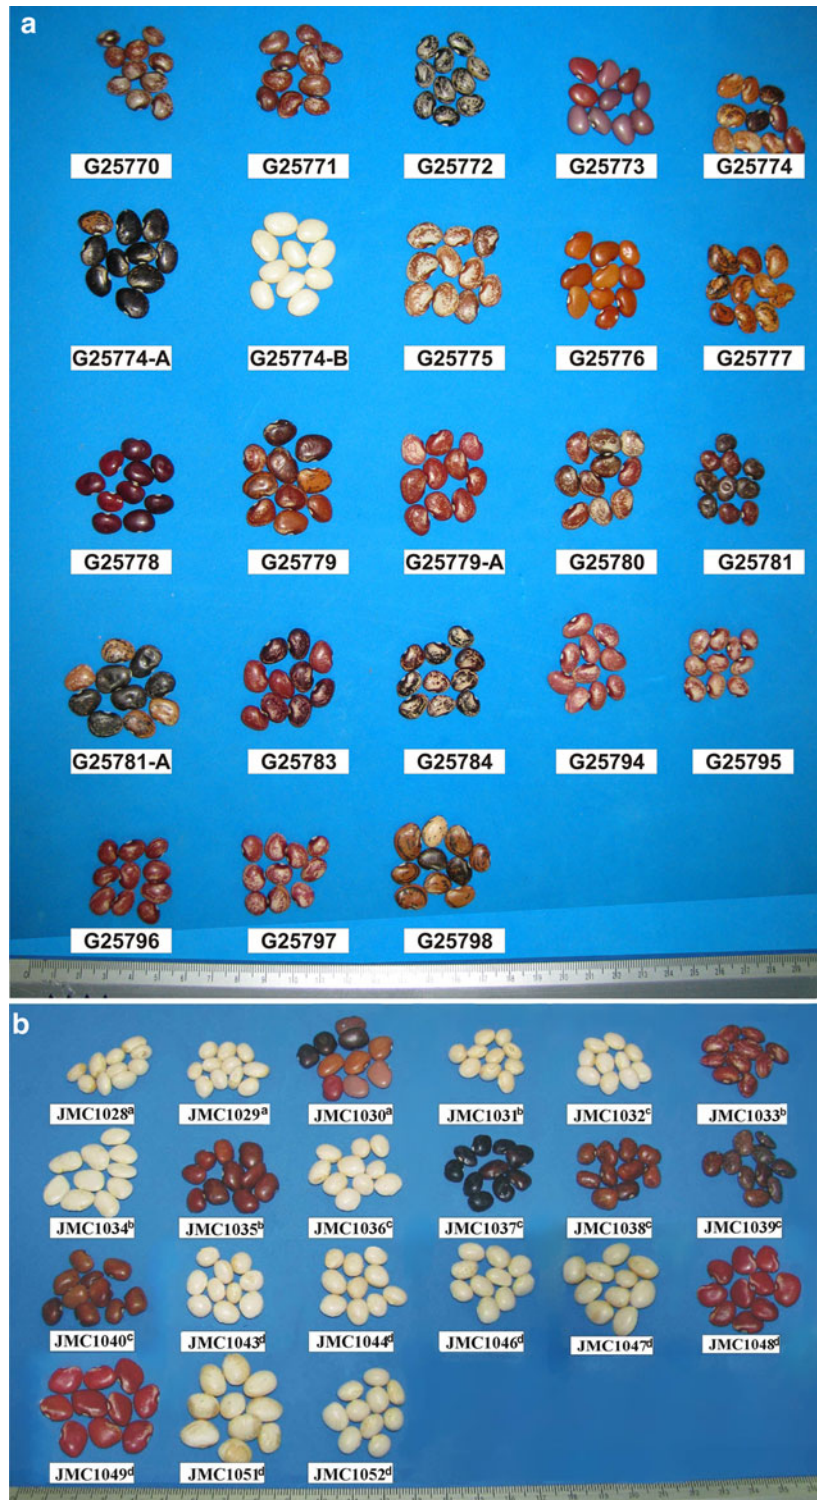 a
G25770 G25771 G25772 G25773 G25774
G25774-A G25774-B G25775 G25776 G25777
G25778 G25779 G25779-A G25780 G25781
G25781-A G25783 G25784 G25794 G25795
G25796 G25797 G25798
b
JMC1028a JMC1029a JMC1030a JMC1031b JMC1032c JMC1033b
JMC1034b JMC1035b JMC1036c JMC1037c JMC1038c JMC1039c
JMC1040c JMC1043d JMC1044d JMC1046d JMC1047d JMC1048d
JMC1049d JMC1051d JMC1052d